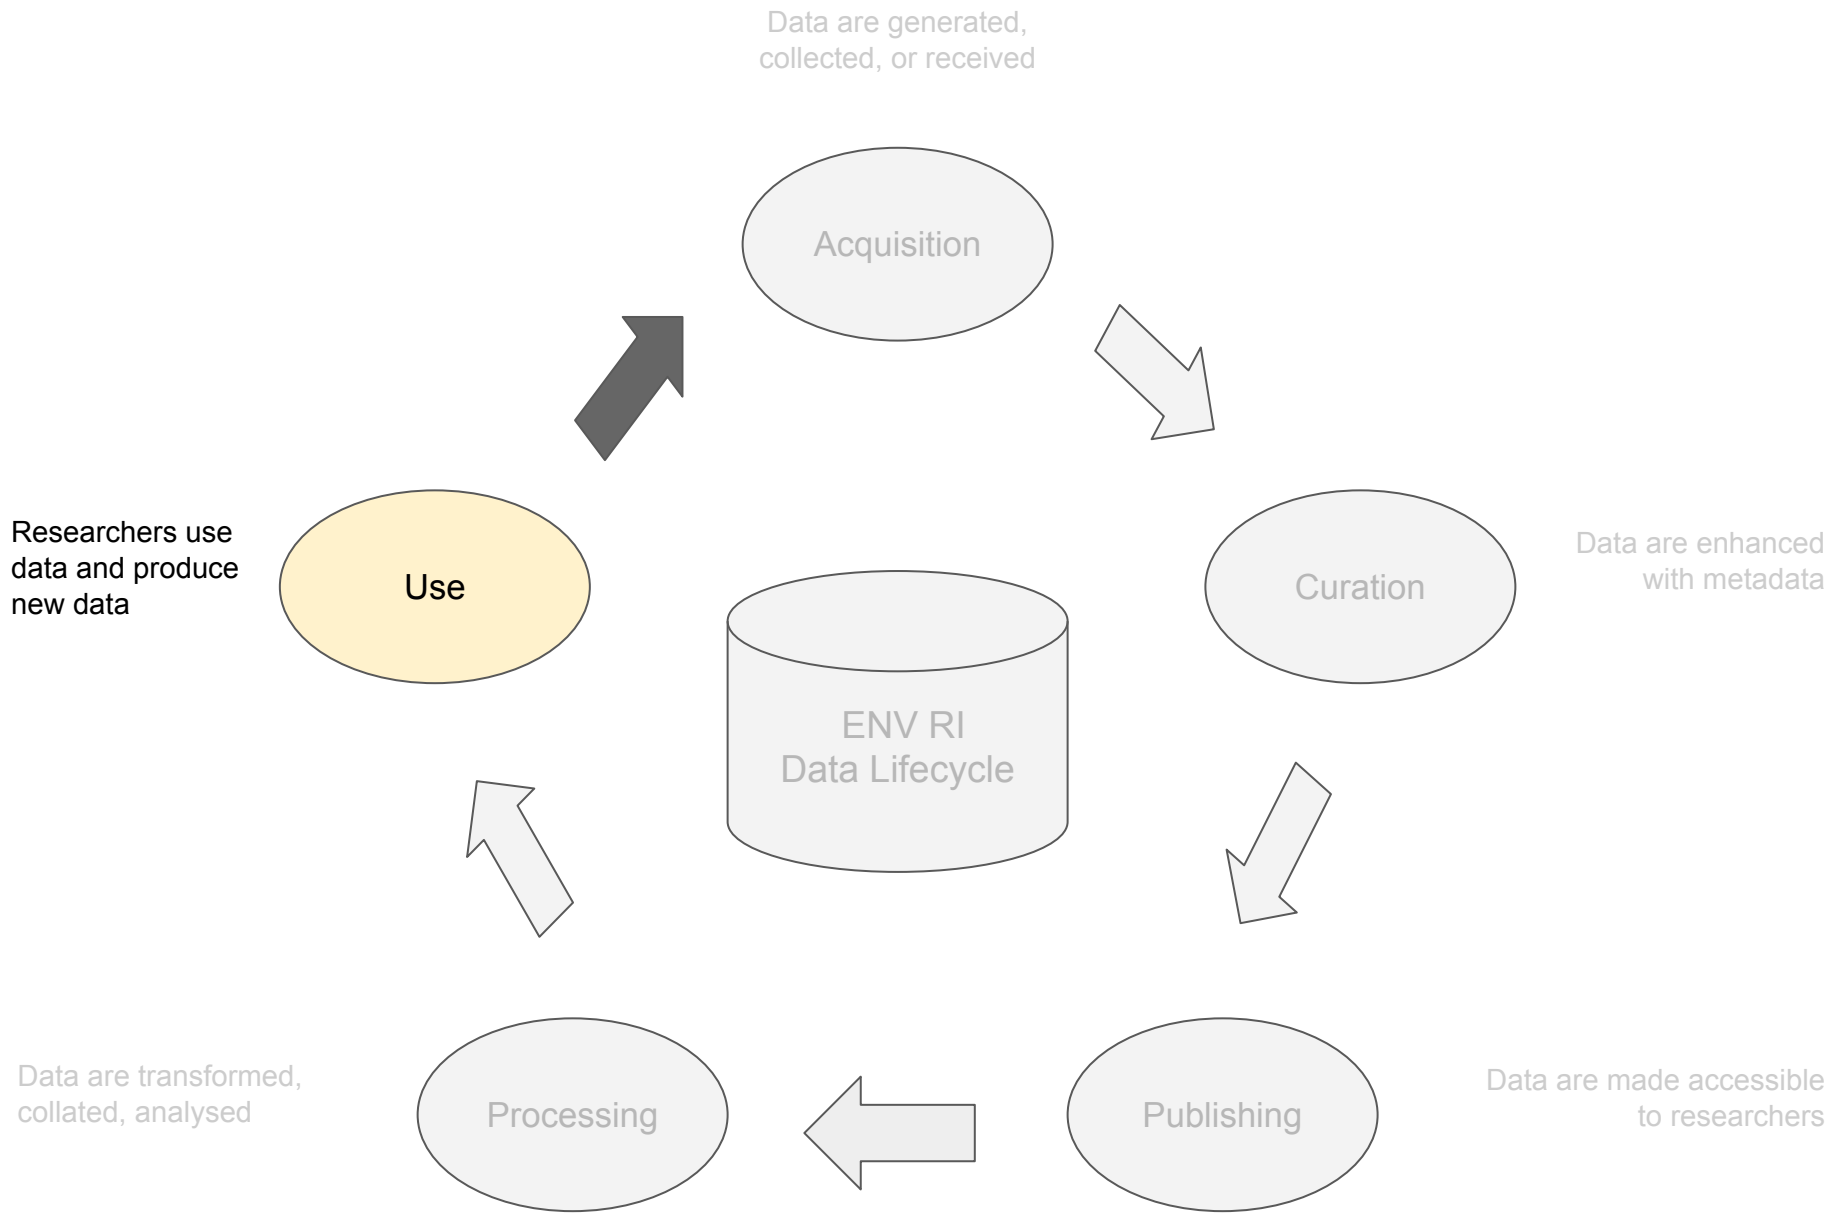 Data are generated,
collected, or received
Acquisition
Researchers use
data and produce
new data
Use
Curation
Data are enhanced
with metadata
ENV RI
Data Lifecycle
Data are transformed,
collated, analysed
Processing
Publishing
Data are made accessible
to researchers